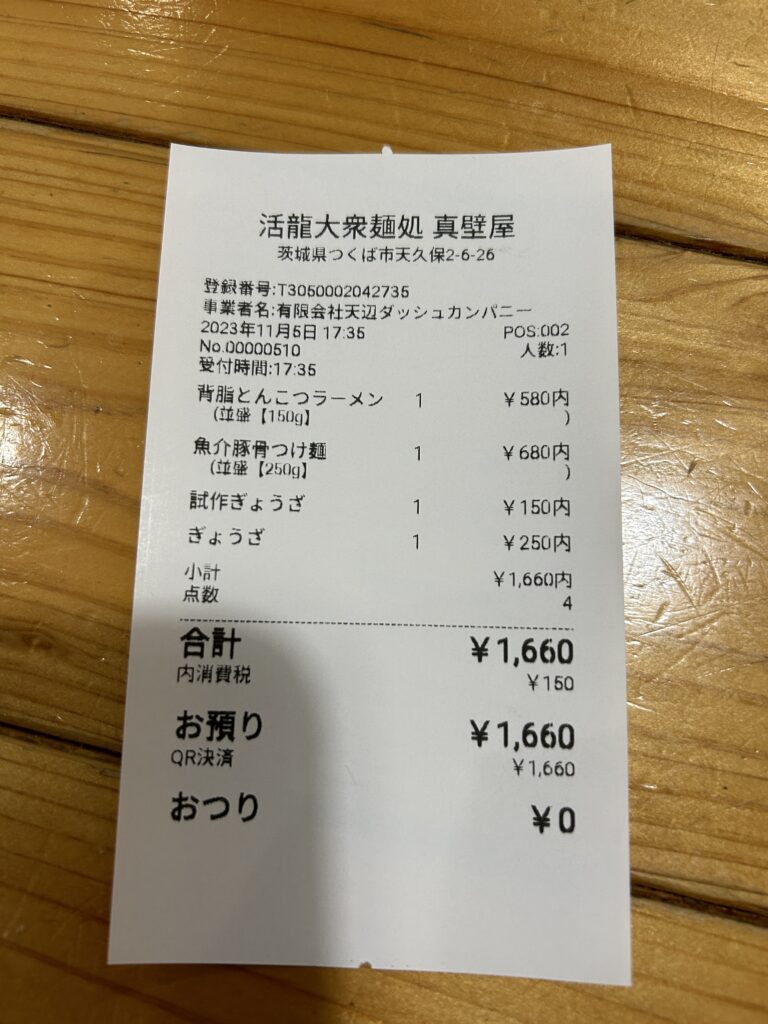 活龍大衆麺処 真壁屋
茨城県つくば市天久保2-6-26
登録番号:T3050002042735
事業者名:有限会社天辺ダッシュカンパニー
2023年11月5日 17:35 POS:002
No.00000510 人数:1
受付時間:17:35
背脂とんこつラーメン 1 ¥580内
(並盛【150g】 )
魚介豚骨つけ麺 1 ¥680内
(並盛【250g】 )
試作ぎょうざ 1 ¥150内
ぎょうざ 1 ¥250内
小計 ¥1,660内
点数 4
合計 ¥1,660
内消費税 ¥150
お預り ¥1,660
QR決済 ¥1,660
おつり ¥0